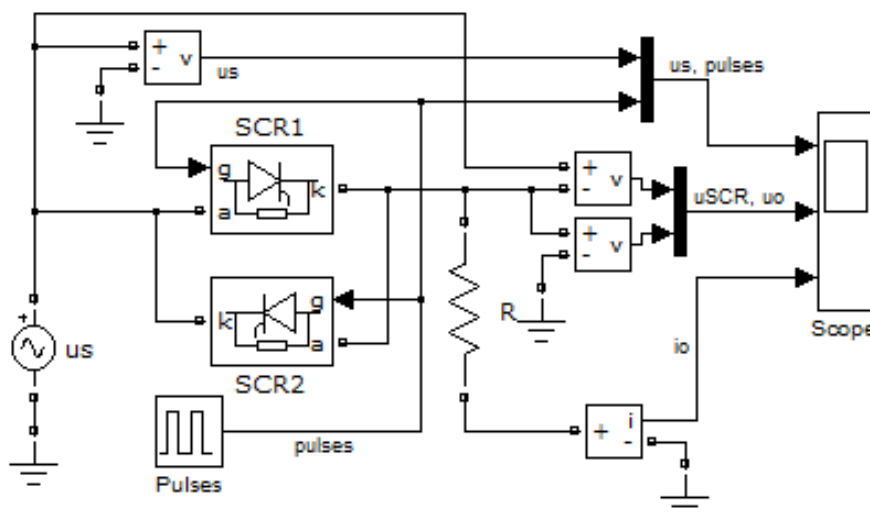 +
-
v
us
us, pulses
SCR1
g
k
a
+
-
v
uSCR, uo
+
-
v
k
g
a
+
us
SCR2
R
Scope
io
pulses
+
i
-
Pulses